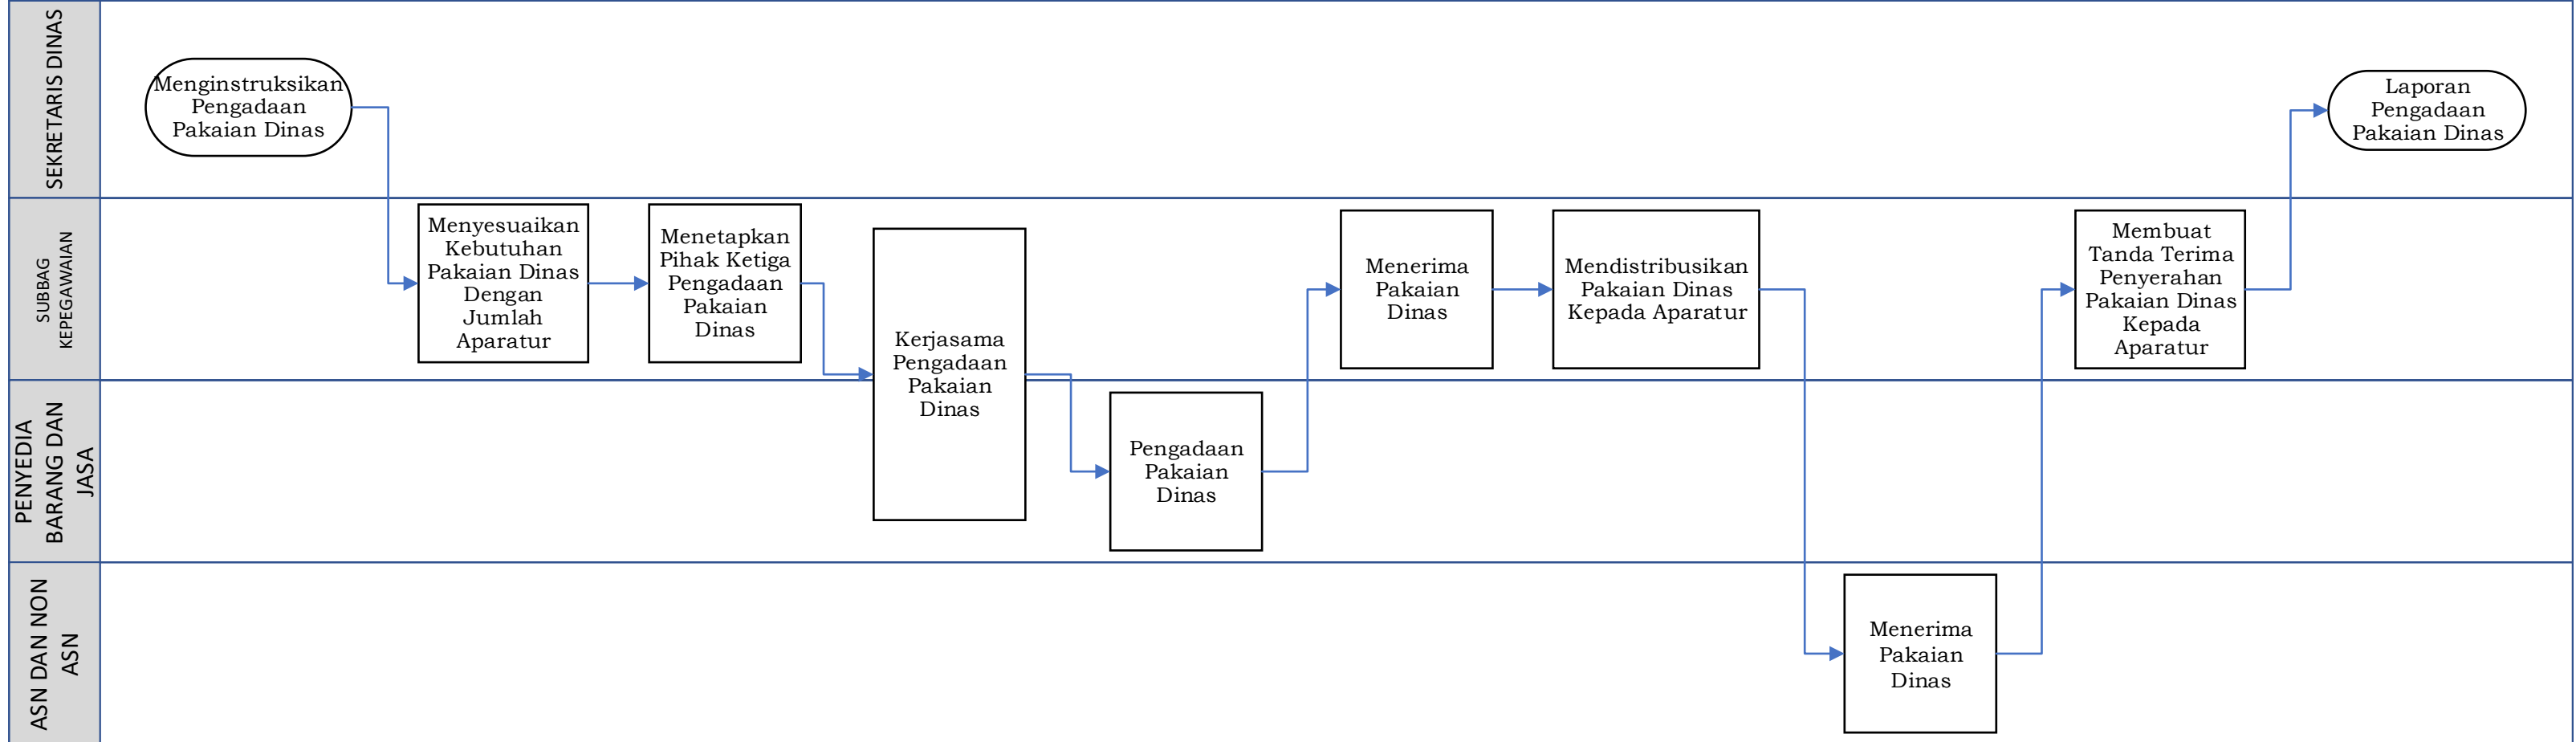 SEKRETARIS DINAS
Menginstruksikan
Pengadaan
Pakaian Dinas
Laporan
Pengadaan
Pakaian Dinas
SUBBAG
KEPEGAWAIAN
Menyesuaikan
Kebutuhan
Pakaian Dinas
Dengan
Jumlah
Aparatur
Menetapkan
Pihak Ketiga
Pengadaan
Pakaian
Dinas
Kerjasama
Pengadaan
Pakaian
Dinas
Menerima
Pakaian
Dinas
Mendistribusikan
Pakaian Dinas
Kepada Aparatur
Membuat
Tanda Terima
Penyerahan
Pakaian Dinas
Kepada
Aparatur
PENYEDIA
BARANG DAN
JASA
Pengadaan
Pakaian
Dinas
ASN DAN NON
ASN
Menerima
Pakaian
Dinas